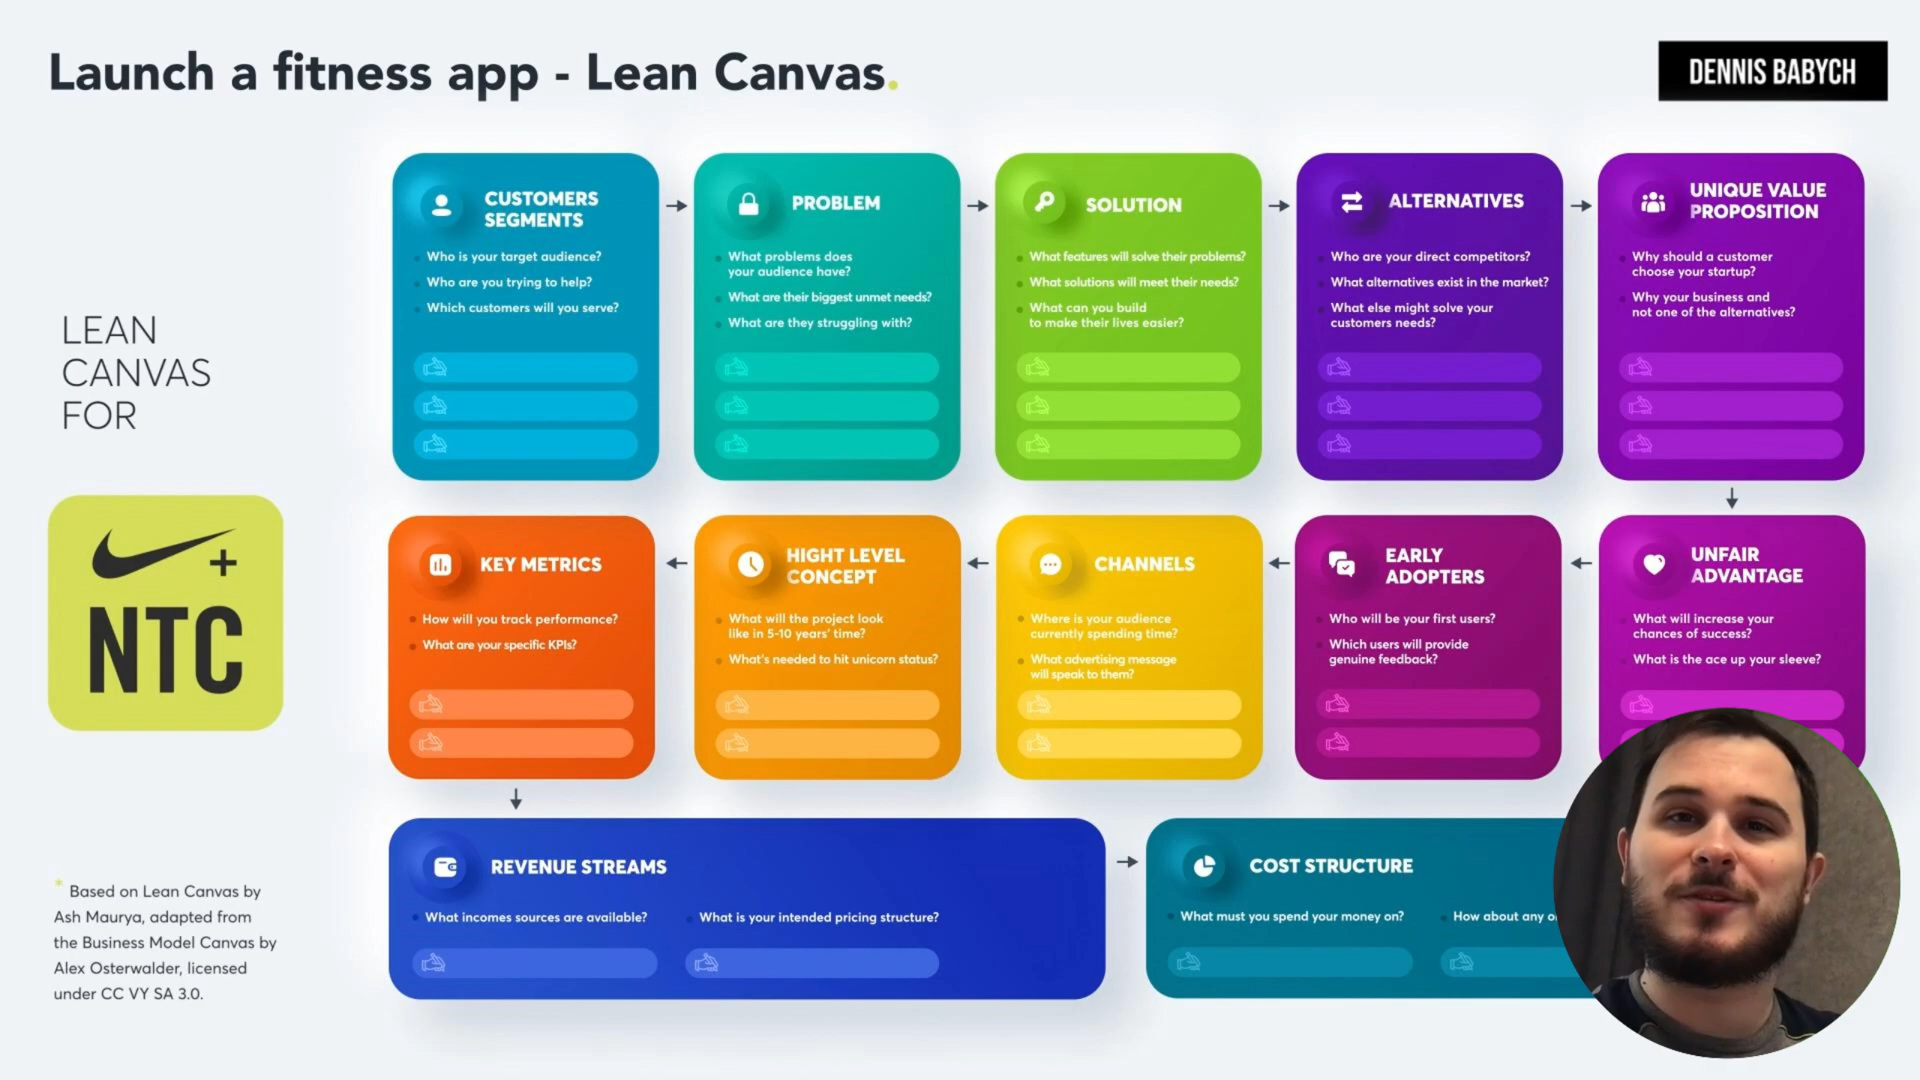 Launch a fitness app - Lean Canvas.
DENNIS BABYCH
LEAN
CANVAS
FOR
+
NTC
* Based on Lean Canvas by
Ash Maurya, adapted from
the Business Model Canvas by
Alex Osterwalder, licensed
under CC VY SA 3.0.
CUSTOMERS
SEGMENTS
Who is your target audience?
Who are you trying to help?
Which customers will you serve?
PROBLEM
What problems does
your audience have?
What are their biggest unmet needs?
What are they struggling with?
SOLUTION
What features will solve their problems?
What solutions will meet their needs?
What can you build
to make their lives easier?
ALTERNATIVES
Who are your direct competitors?
What alternatives exist in the market?
What else might solve your
customers needs?
UNIQUE VALUE
PROPOSITION
Why should a customer
choose your startup?
Why your business and
not one of the alternatives?
KEY METRICS
How will you track performance?
What are your specific KPIs?
HIGHT LEVEL
CONCEPT
What will the project look
like in 5-10 years' time?
What's needed to hit unicorn status?
CHANNELS
Where is your audience
currently spending time?
What advertising message
will speak to them?
EARLY
ADOPTERS
Who will be your first users?
Which users will provide
genuine feedback?
UNFAIR
ADVANTAGE
What will increase your
chances of success?
What is the ace up your sleeve?
REVENUE STREAMS
What incomes sources are available?
What is your intended pricing structure?
COST STRUCTURE
What must you spend your money on?
How about any